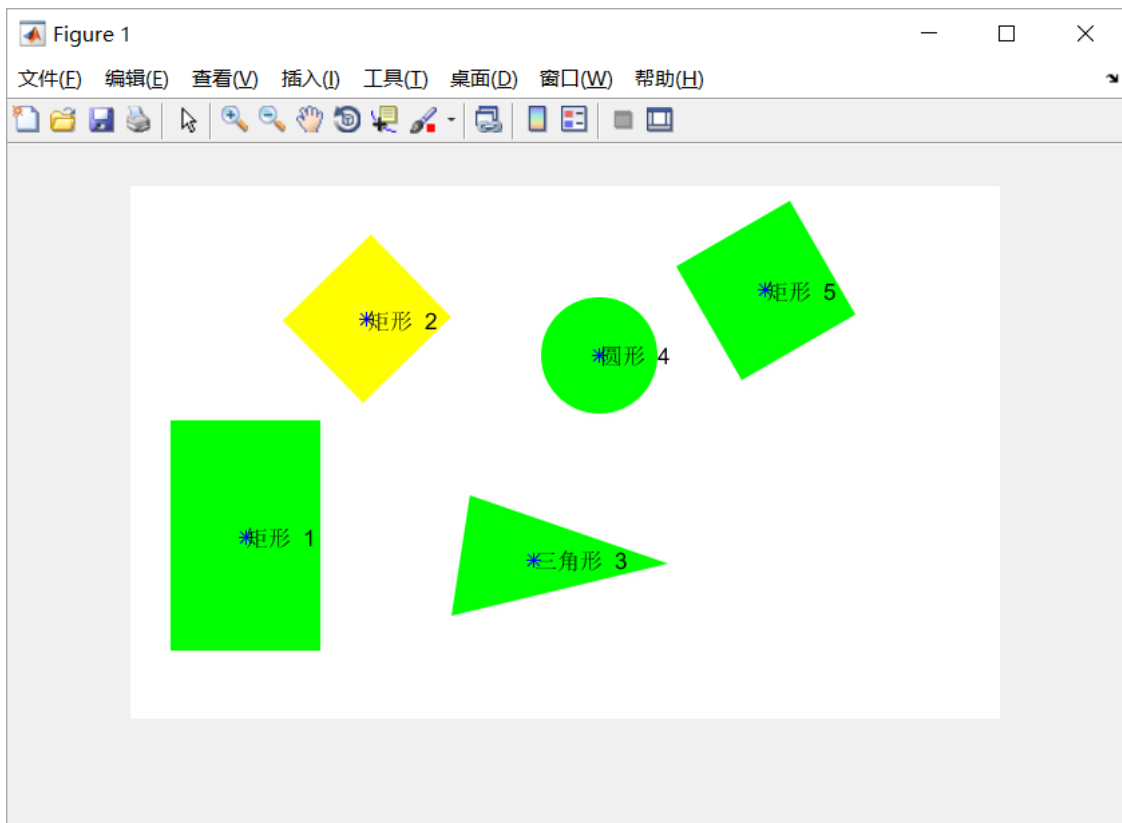 Figure 1
文件(F) 编辑(E) 查看(V) 插入(I) 工具(T) 桌面(D) 窗口(W) 帮助(H)
矩形 5
矩形 2
圆形 4
矩形 1
三角形 3